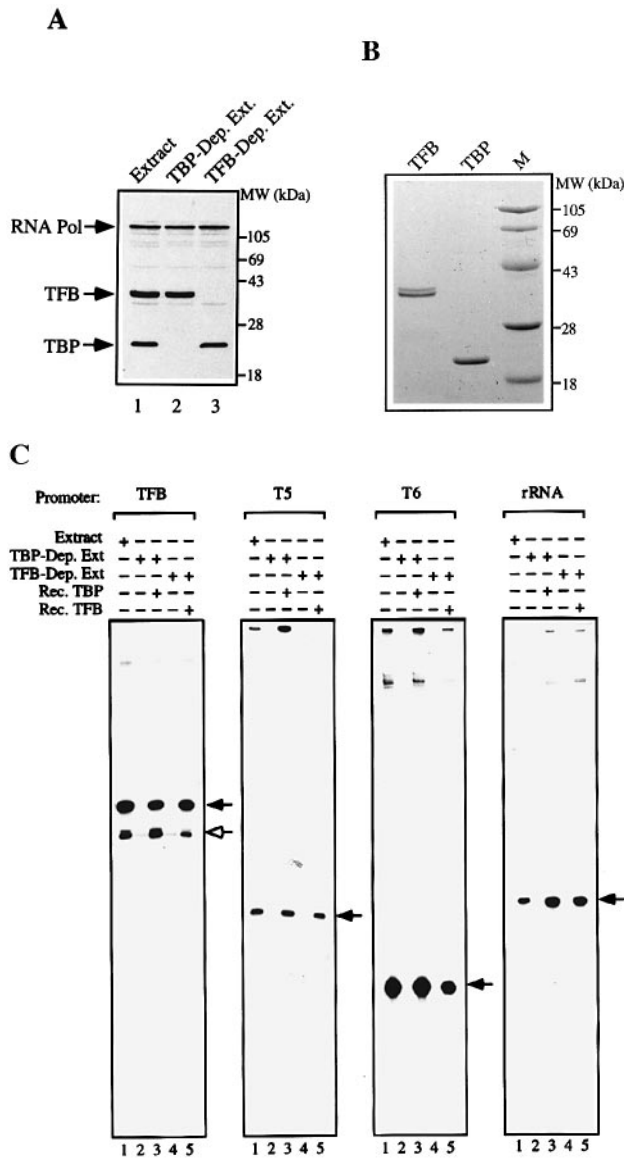 A
Extract
TBP-Dep. Ext.
TFB-Dep. Ext.
MW (kDa)
RNA Pol
105
69
TFB
43
28
TBP
18
1 2 3
B
TFB TBP M
MW (kDa)
105
69
43
28
18
C
Promoter: TFB T5 T6 rRNA
Extract + - - - - + - - - - + - - - - + - - - -
TBP-Dep. Ext - + + - - - + + - - - + + - - - + + - -
TFB-Dep. Ext - - - + + - - - + + - - - + + - - - + +
Rec. TBP - - + - - - - + - - - - + - - - - + - -
Rec. TFB - - - - + - - - - + - - - - + - - - - +
1 2 3 4 5 1 2 3 4 5 1 2 3 4 5 1 2 3 4 5